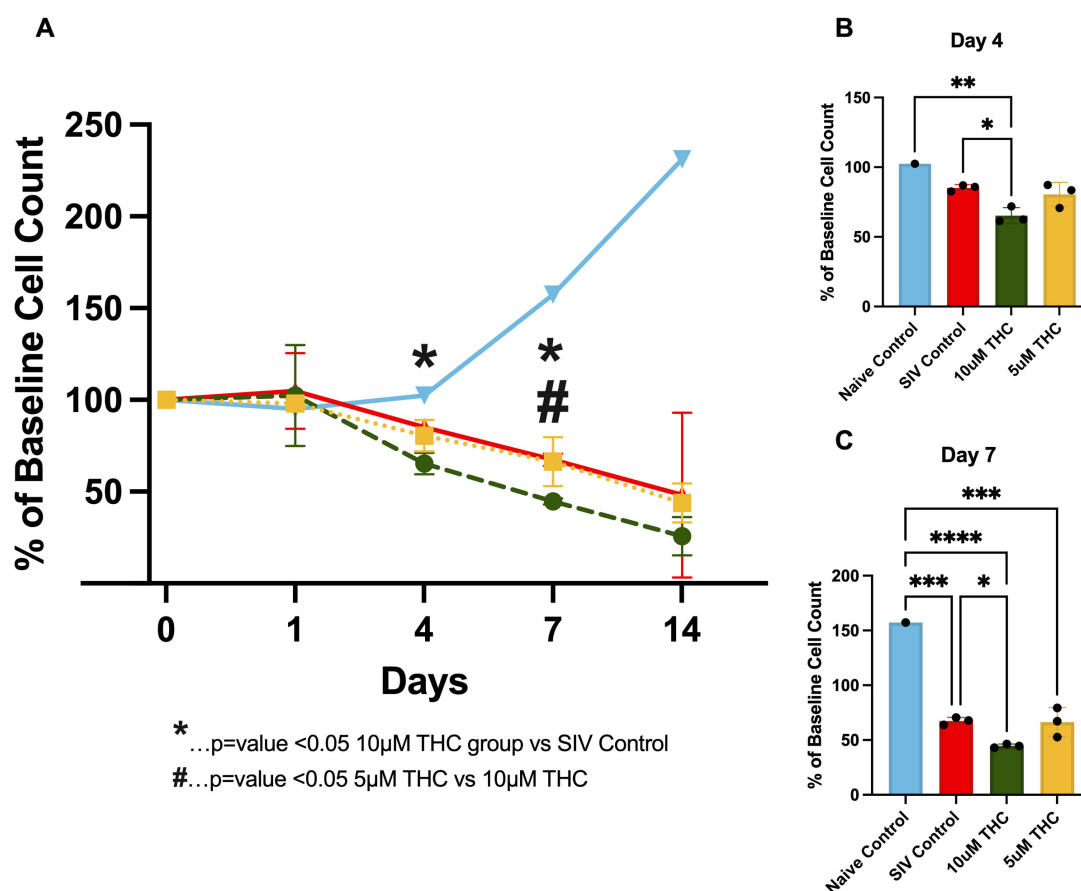 A
% of Baseline Cell Count
250
200
150
100
50
*
*
#
0 1 4 7 14
Days
*…p=value <0.05 10µM THC group vs SIV Control
#…p=value <0.05 5µM THC vs 10µM THC
B
Day 4
% of Baseline Cell Count
150
100
50
0
**
*
Naive Control
SIV Control
10uM THC
5uM THC
C
Day 7
% of Baseline Cell Count
200
150
100
50
0
***
****
*** *
Naive Control
SIV Control
10uM THC
5uM THC